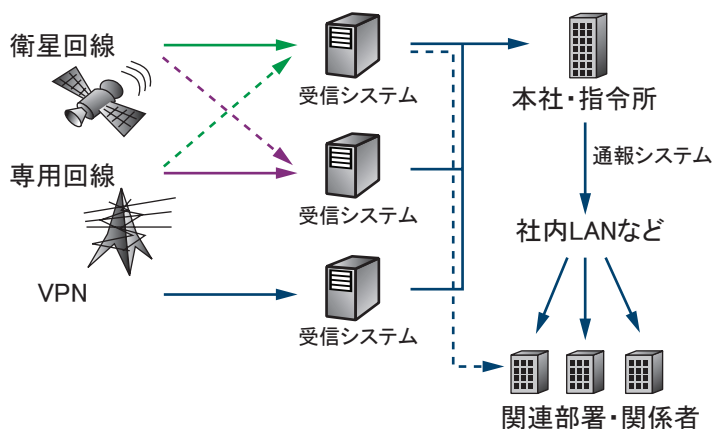 衛星回線
受信システム
本社・指令所
専用回線
受信システム
通報システム
社内LANなど
VPN
受信システム
関連部署・関係者